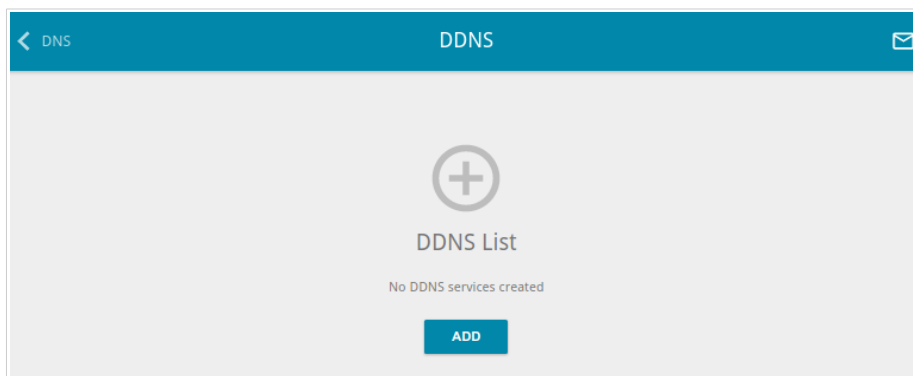 DNS
DDNS
DDNS List
No DDNS services created
ADD